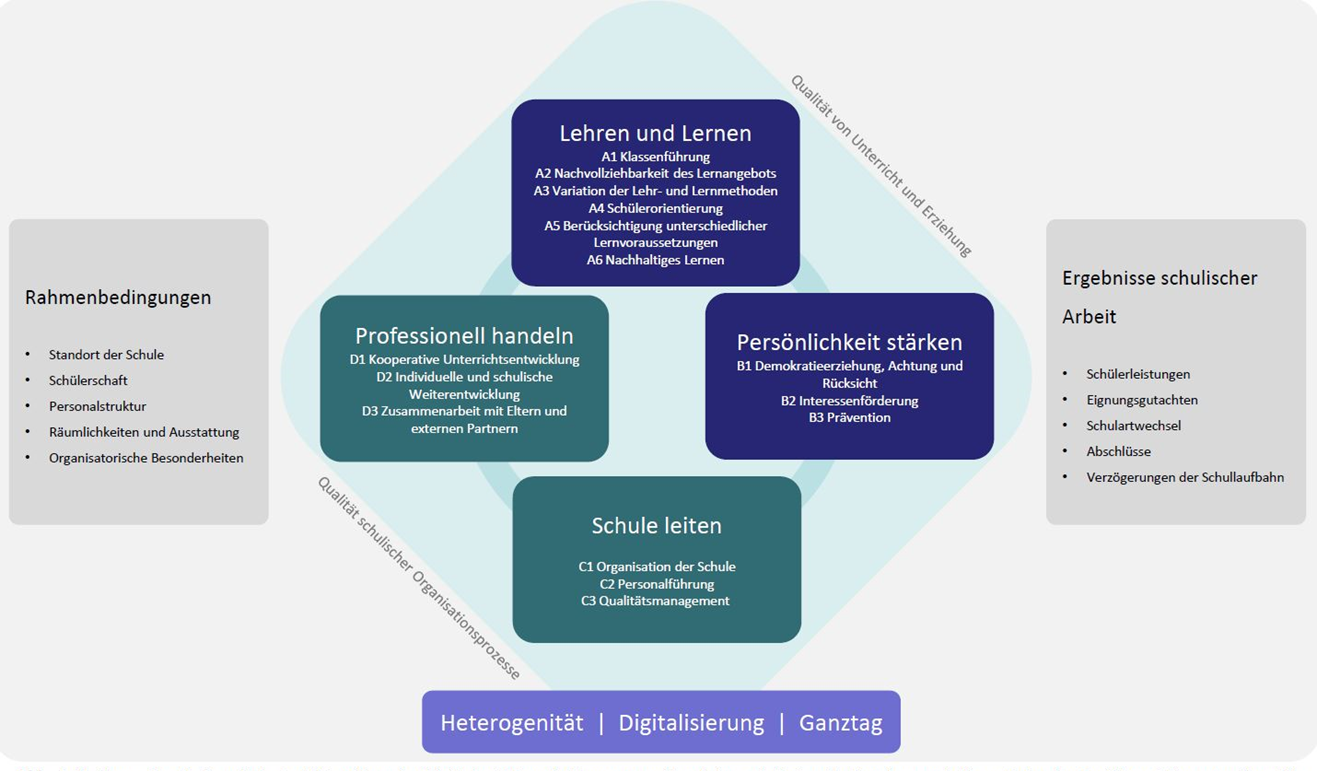 Qualität von Unterricht und Erziehung
Lehren und Lernen
A1 Klassenführung
A2 Nachvollziehbarkeit des Lernangebots
A3 Variation der Lehr- und Lernmethoden
A4 Schülerorientierung
A5 Berücksichtigung unterschiedlicher
Lernvoraussetzungen
A6 Nachhaltiges Lernen
Rahmenbedingungen
• Standort der Schule
• Schülerschaft
• Personalstruktur
• Räumlichkeiten und Ausstattung
• Organisatorische Besonderheiten
Professionell handeln
D1 Kooperative Unterrichtsentwicklung
D2 Individuelle und schulische
Weiterentwicklung
D3 Zusammenarbeit mit Eltern und
externen Partnern
Persönlichkeit stärken
B1 Demokratieerziehung, Achtung und
Rücksicht
B2 Interessenförderung
B3 Prävention
Ergebnisse schulischer
Arbeit
• Schülerleistungen
• Eignungsgutachten
• Schulartwechsel
• Abschlüsse
• Verzögerungen der Schullaufbahn
Qualität schulischer Organisationsprozesse
Schule leiten
C1 Organisation der Schule
C2 Personalführung
C3 Qualitätsmanagement
Heterogenität | Digitalisierung | Ganztag